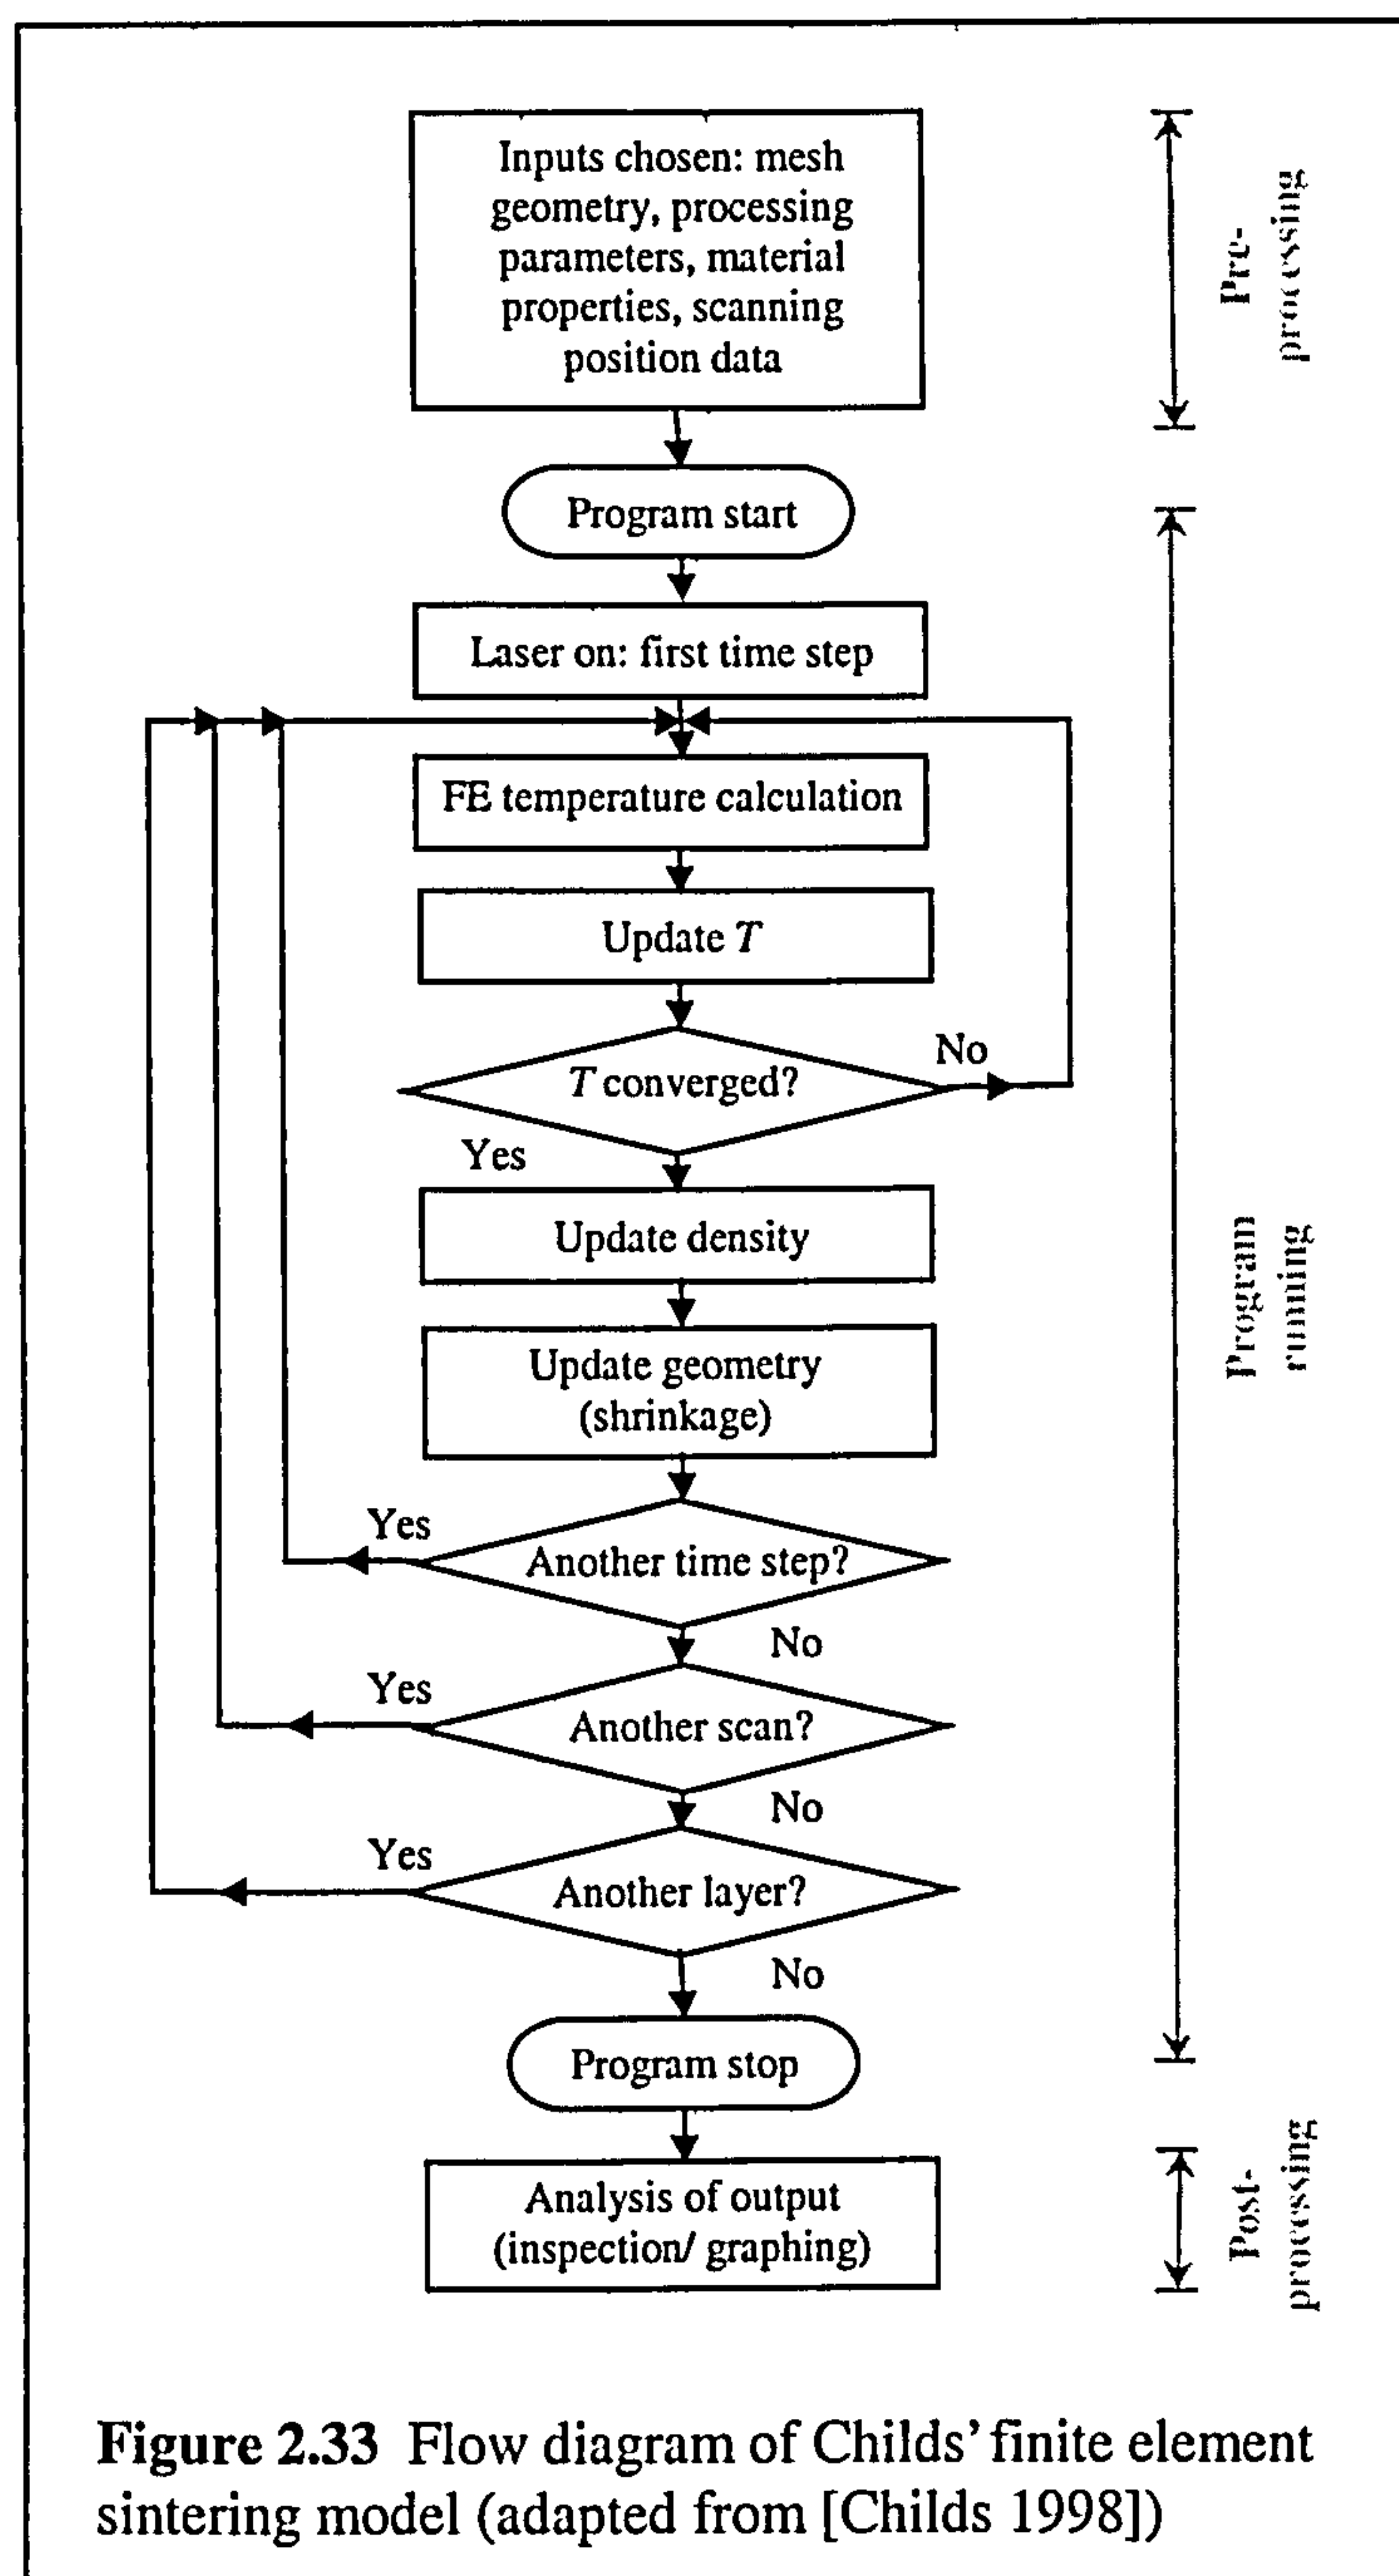 Inputs chosen: mesh
geometry, processing
parameters, material
properties, scanning
position data
Pre-
processing
Program start
Laser on: first time step
FE temperature calculation
Update T
T converged?
No
Yes
Update density
Update geometry
(shrinkage)
Program
running
Another time step?
Yes
No
Another scan?
Yes
No
Another layer?
Yes
No
Program stop
Analysis of output
(inspection/ graphing)
Post-
processing
Figure 2.33 Flow diagram of Childs' finite element
sintering model (adapted from [Childs 1998])